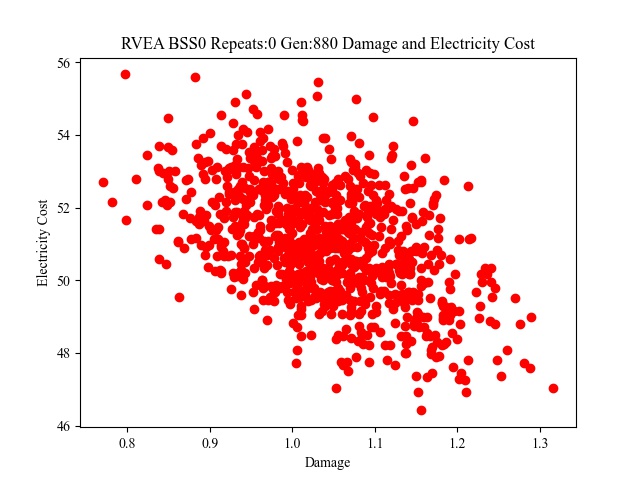 RVEA BSS0 Repeats:0 Gen:880 Damage and Electricity Cost
56
54
52
50
48
46
Electricity Cost
0.8 0.9 1.0 1.1 1.2 1.3
Damage